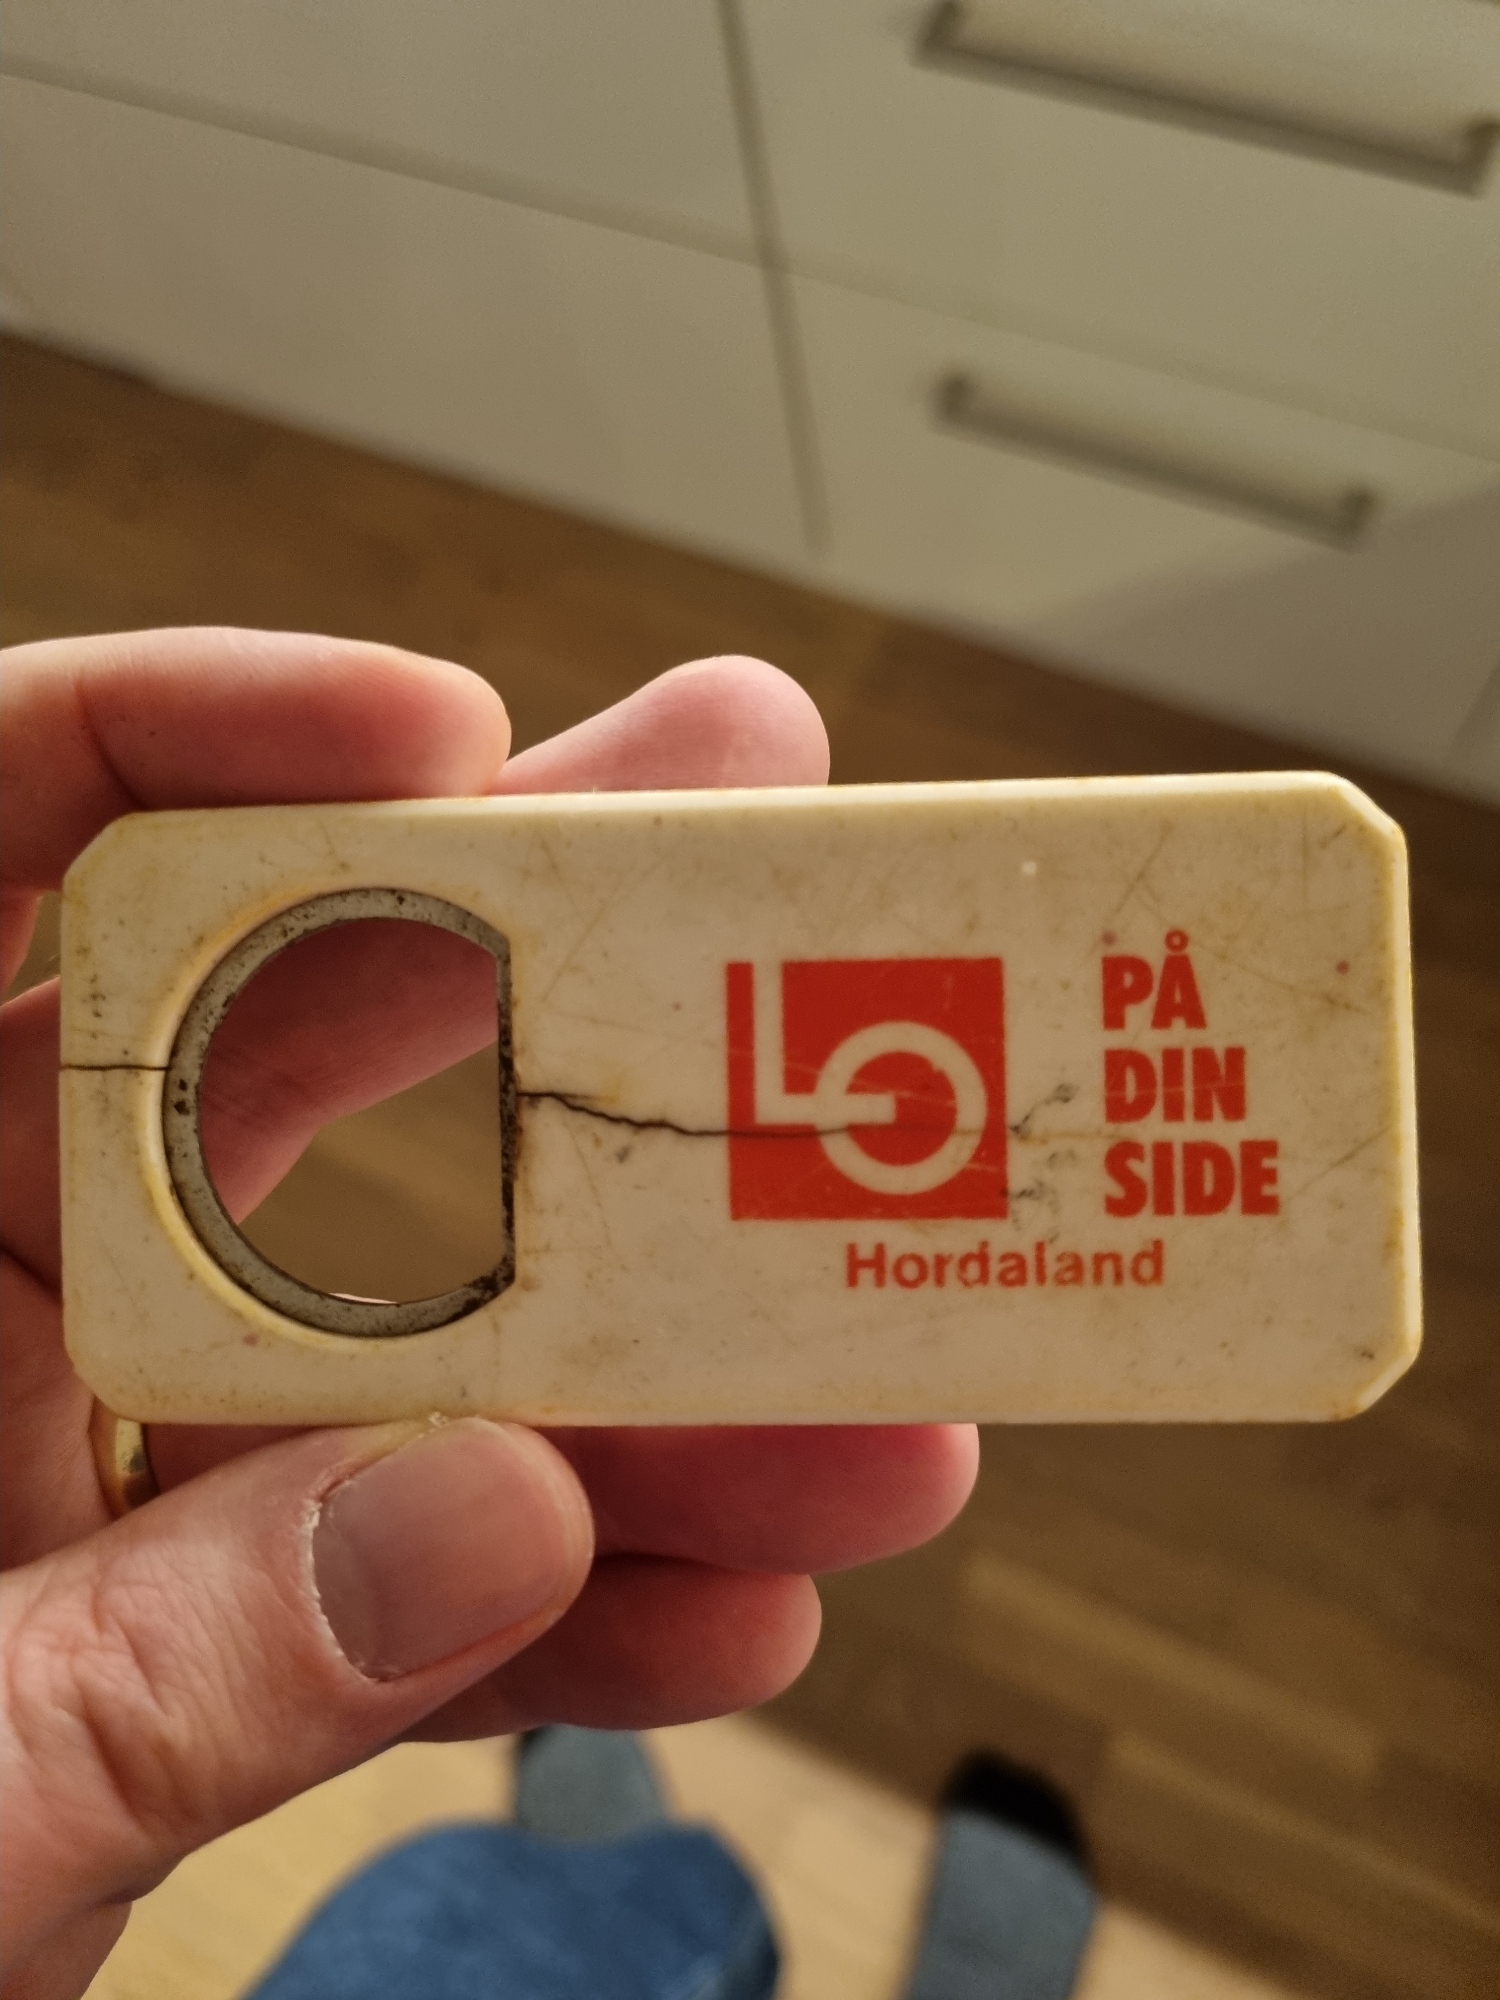 LO
PÅ
DIN
SIDE
Hordaland